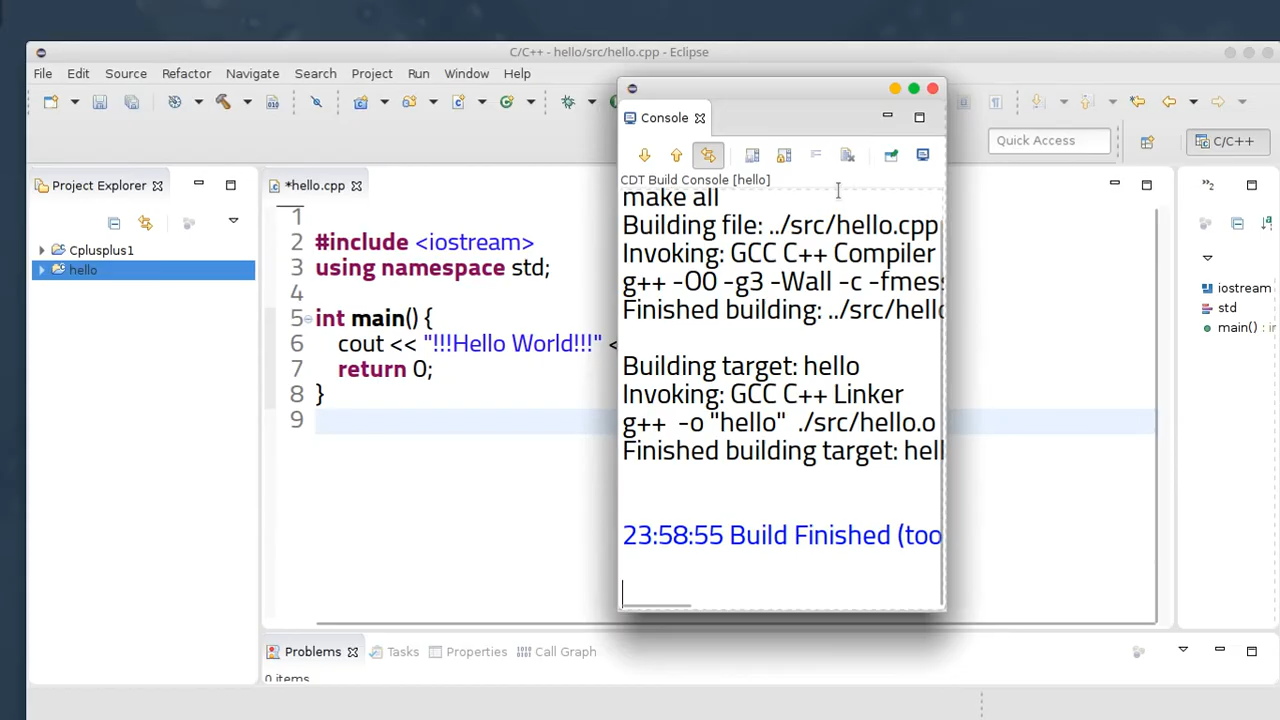 C/C++ - hello/src/hello.cpp - Eclipse
File Edit Source Refactor Navigate Search Project Run Window Help
Quick Access
C/C++
Project Explorer
Cplusplus1
hello
*hello.cpp
1
2 #include <iostream>
3 using namespace std;
4
5 int main() {
6 cout << "!!!Hello World!!!" <
7 return 0;
8 }
9
Console
CDT Build Console [hello]
make all
Building file: ../src/hello.cpp
Invoking: GCC C++ Compiler
g++ -O0 -g3 -Wall -c -fmes
Finished building: ../src/hell
Building target: hello
Invoking: GCC C++ Linker
g++ -o "hello" ./src/hello.o
Finished building target: hell
23:58:55 Build Finished (too
2
iostream
std
main() :
Problems Tasks Properties Call Graph
0 items